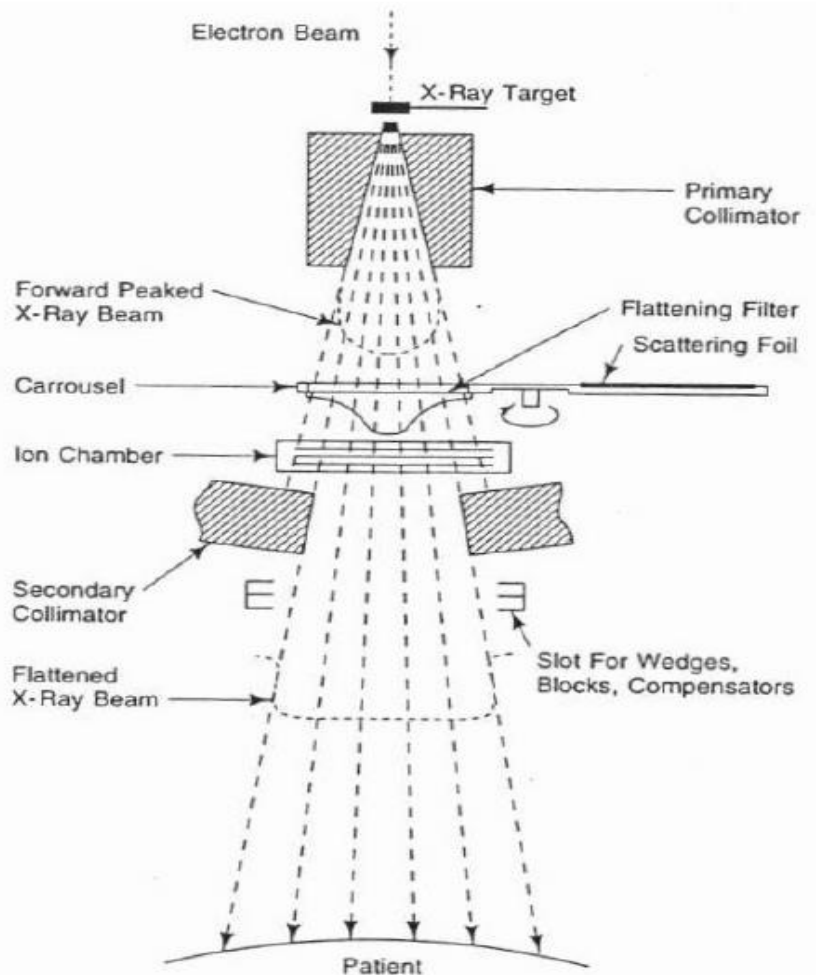 Electron Beam
X-Ray Target
Primary
Collimator
Forward Peaked
X-Ray Beam
Flattening Filter
Scattering Foil
Carrousel
Ion Chamber
Secondary
Collimator
Slot For Wedges,
Blocks, Compensators
Flattened
X-Ray Beam
Patient